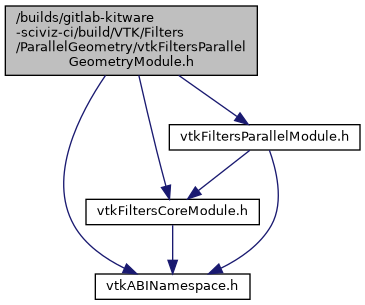 /builds/gitlab-kitware
-sciviz-ci/build/VTK/Filters
/ParallelGeometry/vtkFiltersParallel
GeometryModule.h
vtkFiltersParallelModule.h
vtkFiltersCoreModule.h
vtkABINamespace.h